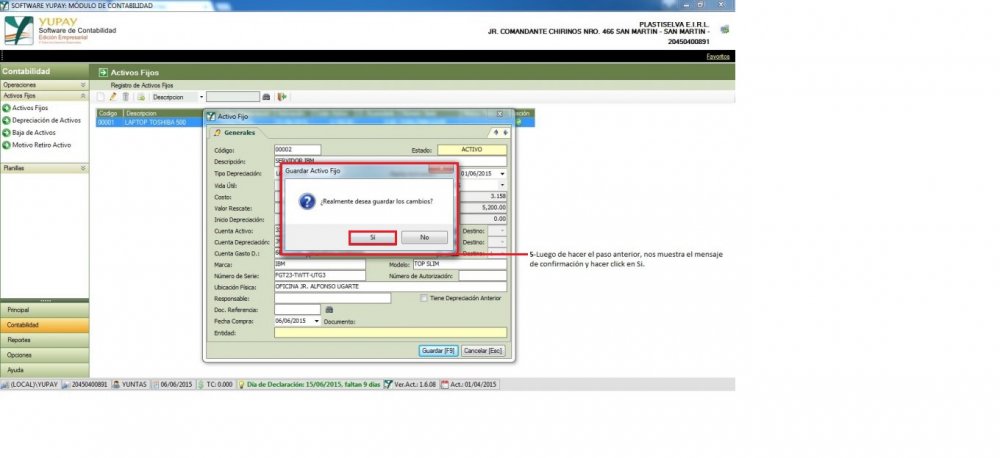 SOFTWARE YUPAY: MÓDULO DE CONTABILIDAD
YUPAY
Software de Contabilidad
Edición Empresarial
PLASTISELVA E.I.R.L.
JR. COMANDANTE CHIRINOS NRO. 466 SAN MARTIN - SAN MARTIN -
20450400891
Favoritos
Contabilidad
Activos Fijos
Operaciones
Registro de Activos Fijos
Activos Fijos
Descripcion
Activos Fijos
Depreciación de Activos
Baja de Activos
Motivo Retiro Activo
Planillas
Codigo Descripcion
00001 LAPTOP TOSHIBA 500
Activo Fijo
Generales
Código: 00002 Estado: ACTIVO
Descripción: SERVIDOR IBM
Tipo Depreciación: 01/06/2015
Vida Útil:
Costo: 3.158
Valor Rescate: 5,200.00
Inicio Depreciación: 0.00
Cuenta Activo: Destino:
Cuenta Depreciación: Destino:
Cuenta Gasto D.: Destino:
Marca: IBM Modelo: TOP SLIM
Número de Serie: FGT23-TWTT-UTG3 Número de Autorización:
Ubicación Física: OFICINA JR. ALFONSO UGARTE
Responsable: Tiene Depreciación Anterior
Doc. Referencia:
Fecha Compra: 06/06/2015 Documento:
Entidad:
Guardar [F9] Cancelar [Esc]
Guardar Activo Fijo
¿Realmente desea guardar los cambios?
Sí No
5-Luego de hacer el paso anterior, nos muestra el mensaje
de confirmación y hacer click en Si.
Principal
Contabilidad
Reportes
Opciones
Ayuda
(LOCAL)\YUPAY 20450400891 YUNTAS 06/06/2015 TC: 0.000 Dia de Declaración: 15/06/2015, faltan 9 dias Ver.Act.: 1.6.08 Act.: 01/04/2015